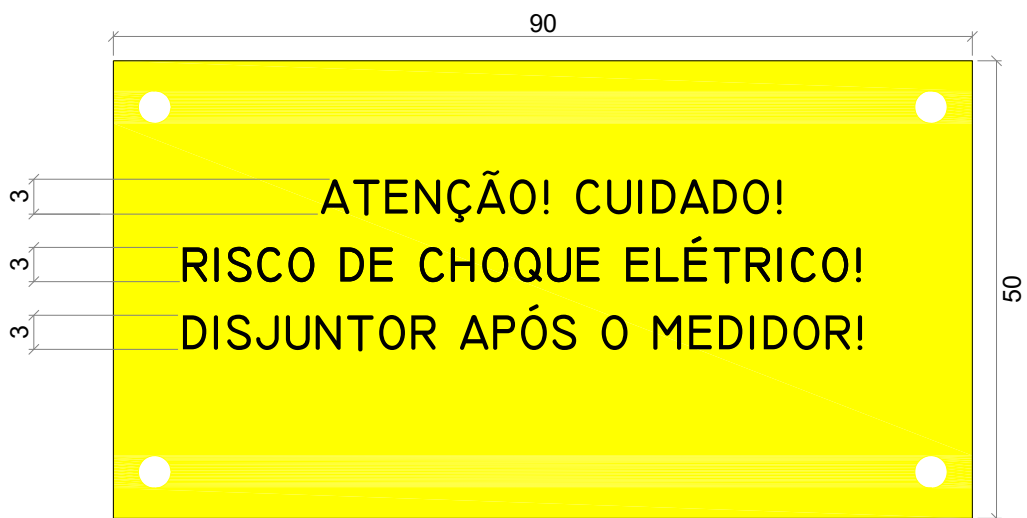 90
3
ATENÇÃO! CUIDADO!
3
RISCO DE CHOQUE ELÉTRICO!
50
3
DISJUNTOR APÓS O MEDIDOR!